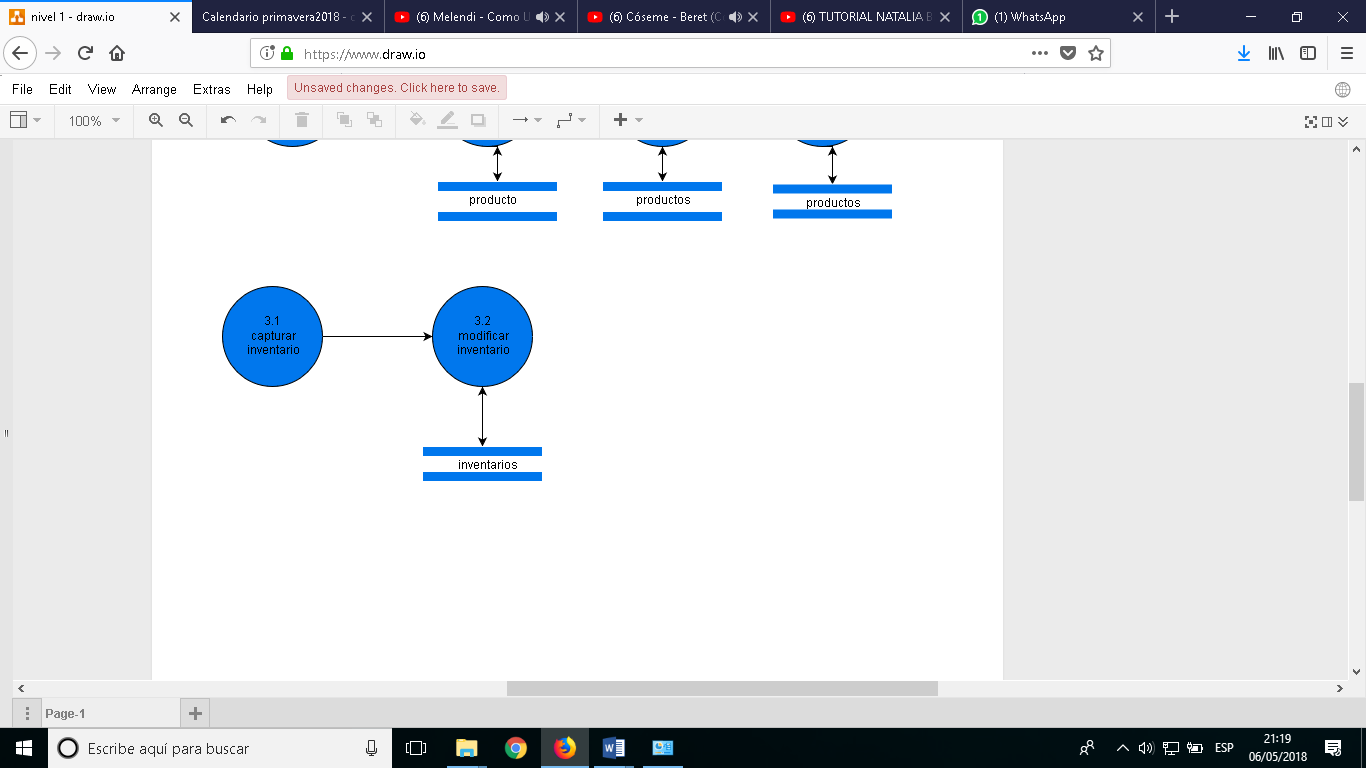 nivel 1 - draw.io
Calendario primavera2018 - c
(6) Melendi - Como U
(6) Cóseme - Beret (C
(6) TUTORIAL NATALIA B
(1) WhatsApp
https://www.draw.io
File Edit View Arrange Extras Help
Unsaved changes. Click here to save.
100%
producto
productos
productos
3.1
capturar
inventario
3.2
modificar
inventario
inventarios
Page-1
Escribe aquí para buscar
ESP
21:19
06/05/2018